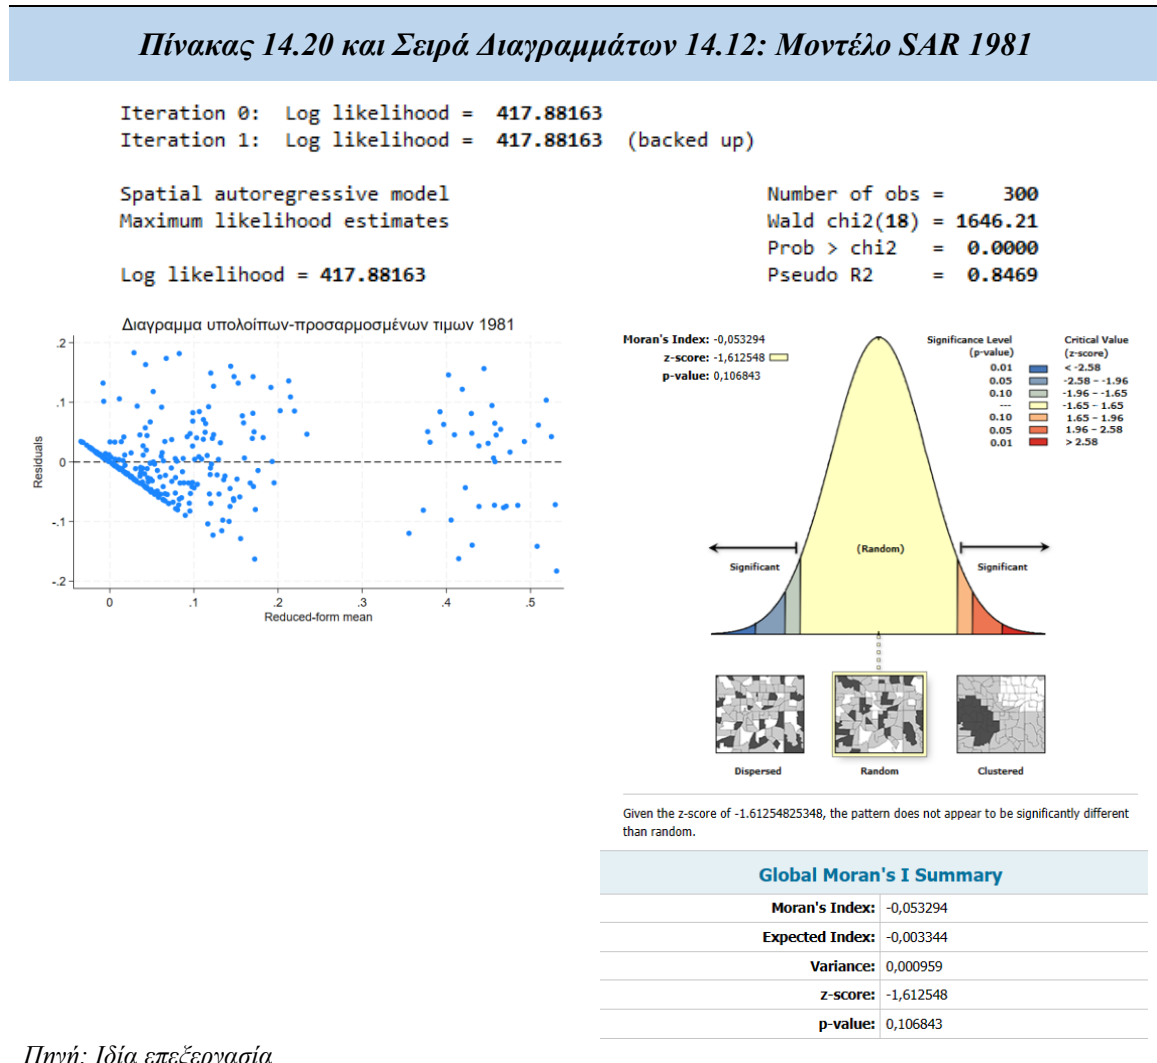 Πίνακας 14.20 και Σειρά Διαγραμμάτων 14.12: Μοντέλο SAR 1981
Iteration 0: Log likelihood = 417.88163
Iteration 1: Log likelihood = 417.88163 (backed up)
Spatial autoregressive model
Maximum likelihood estimates
Log likelihood = 417.88163
Number of obs = 300
Wald chi2(18) = 1646.21
Prob > chi2 = 0.0000
Pseudo R2 = 0.8469
Διαγραμμα υπολοίπων-προσαρμοσμένων τιμων 1981
.2
.1
0
-.1
-.2
Residuals
0 .1 .2 .3 .4 .5
Reduced-form mean
Moran's Index: -0,053294
z-score: -1,612548
p-value: 0,106843
Significance Level (p-value)
Critical Value (z-score)
0.01 < -2.58
0.05 -2.58 – -1.96
0.10 -1.96 – -1.65
--- -1.65 – 1.65
0.10 1.65 – 1.96
0.05 1.96 – 2.58
0.01 > 2.58
(Random)
Significant Significant
Dispersed Random Clustered
Given the z-score of -1.61254825348, the pattern does not appear to be significantly different
than random.
Global Moran's I Summary
Moran's Index: -0,053294
Expected Index: -0,003344
Variance: 0,000959
z-score: -1,612548
p-value: 0,106843
Πηγή: Ιδία επεξεργασία